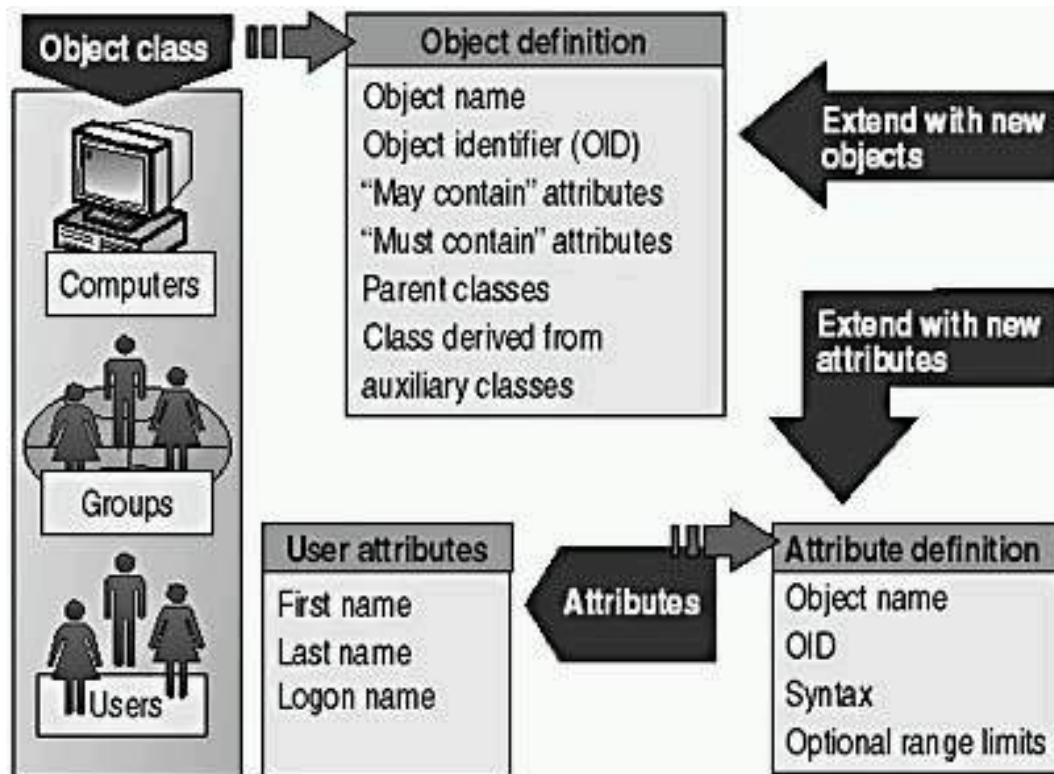 Object class
Computers
Groups
Users
Object definition
Object name
Object identifier (OID)
“May contain” attributes
“Must contain” attributes
Parent classes
Class derived from
auxiliary classes
Extend with new
objects
Extend with new
attributes
User attributes
First name
Last name
Logon name
Attributes
Attribute definition
Object name
OID
Syntax
Optional range limits